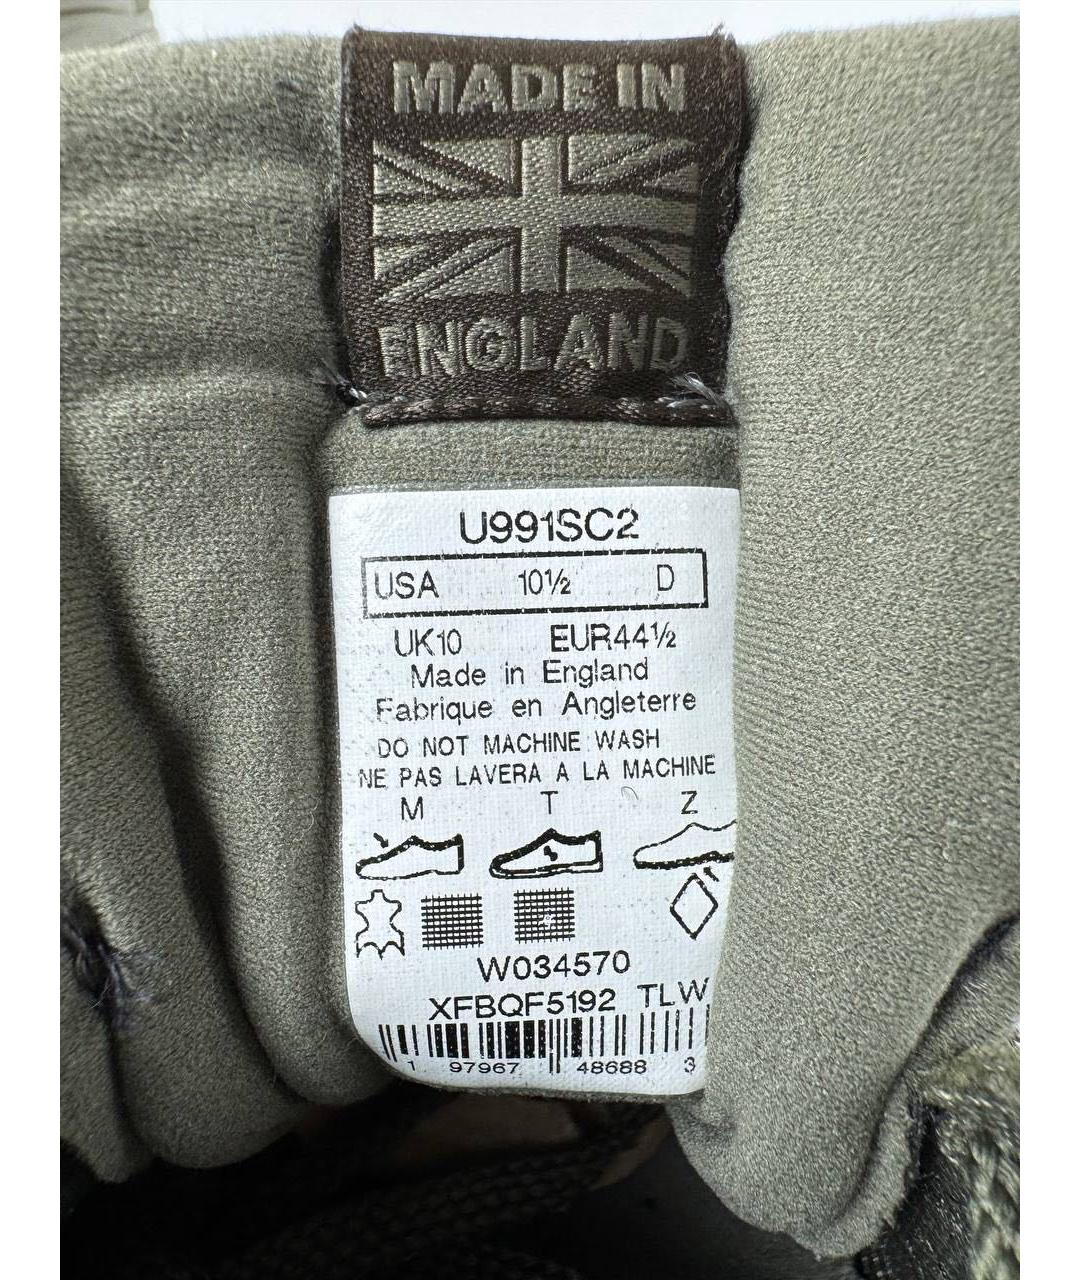 MADE IN
ENGLAND
U991SC2
USA 10½ D
UK10 EUR44½
Made in England
Fabrique en Angleterre
DO NOT MACHINE WASH
NE PAS LAVERA A LA MACHINE
M T Z
W034570
XFBQF5192 TLW
1 97967 48688 3